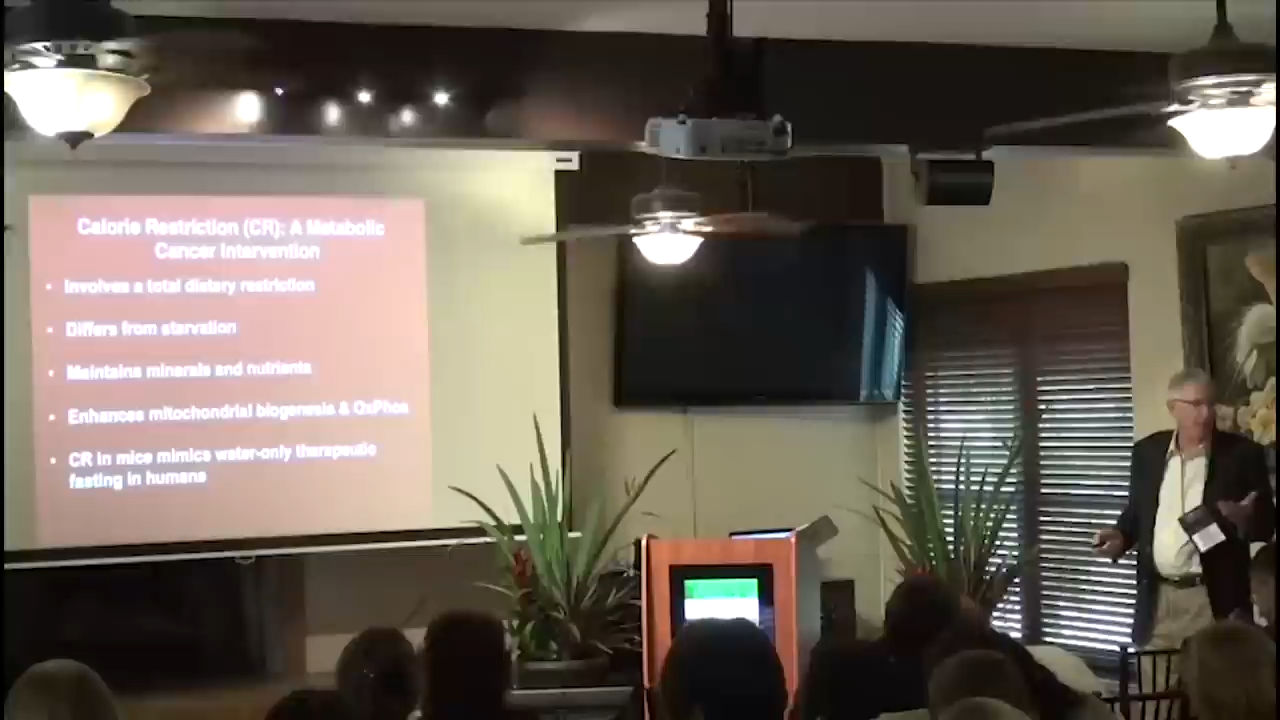 Calorie Restriction (CR): A Metabolic
Cancer Intervention
• Involves a total dietary restriction
• Differs from starvation
• Maintains minerals and nutrients
• Enhances mitochondrial biogenesis & OxPhos
• CR in mice mimics water-only therapeutic
fasting in humans